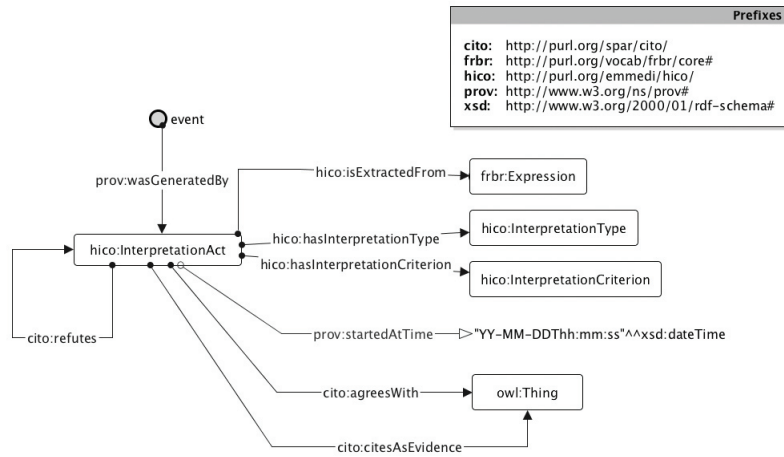 Prefixes
cito: http://purl.org/spar/cito/
frbr: http://purl.org/vocab/frbr/core#
hico: http://purl.org/emmedi/hico/
prov: http://www.w3.org/ns/prov#
xsd: http://www.w3.org/2000/01/rdf-schema#
event
prov:wasGeneratedBy
hico:isExtractedFrom
frbr:Expression
hico:InterpretationAct
hico:hasInterpretationType
hico:InterpretationType
hico:hasInterpretationCriterion
hico:InterpretationCriterion
cito:refutes
prov:startedAtTime
"YY-MM-DDThh:mm:ss"^^xsd:dateTime
cito:agreesWith
owl:Thing
cito:citesAsEvidence